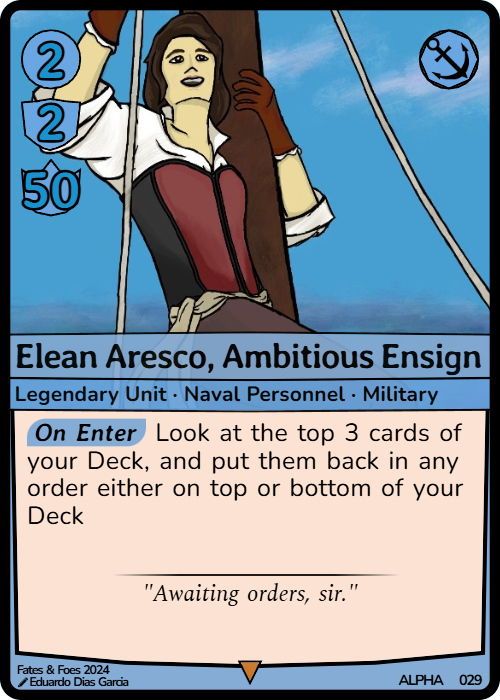 2
2
50
Elean Aresco, Ambitious Ensign
Legendary Unit · Naval Personnel · Military
On Enter Look at the top 3 cards of
your Deck, and put them back in any
order either on top or bottom of your
Deck
"Awaiting orders, sir."
Fates & Foes 2024
Eduardo Dias Garcia
ALPHA 029